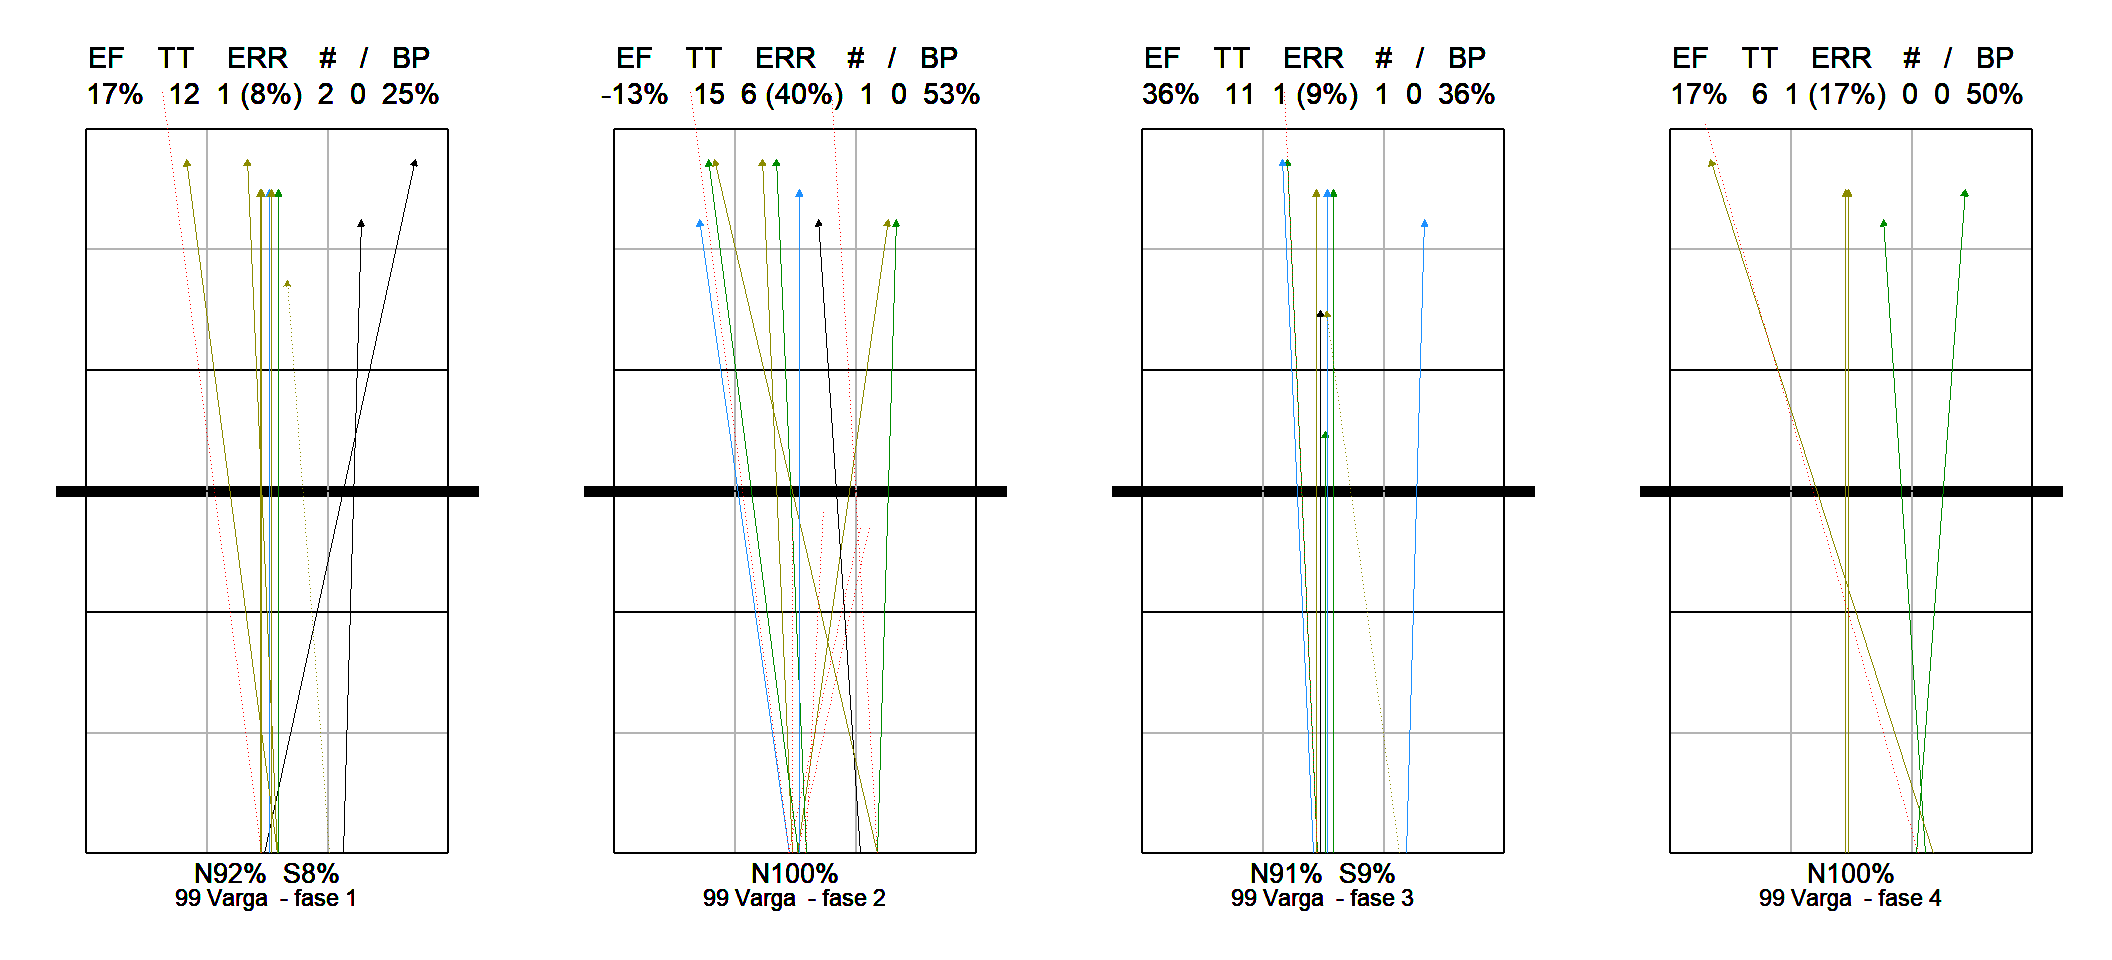 EF TT ERR # / BP
17% 12 1 (8%) 2 0 25%
N92% S8%
99 Varga - fase 1
EF TT ERR # / BP
-13% 15 6 (40%) 1 0 53%
N100%
99 Varga - fase 2
EF TT ERR # / BP
36% 11 1 (9%) 1 0 36%
N91% S9%
99 Varga - fase 3
EF TT ERR # / BP
17% 6 1 (17%) 0 0 50%
N100%
99 Varga - fase 4